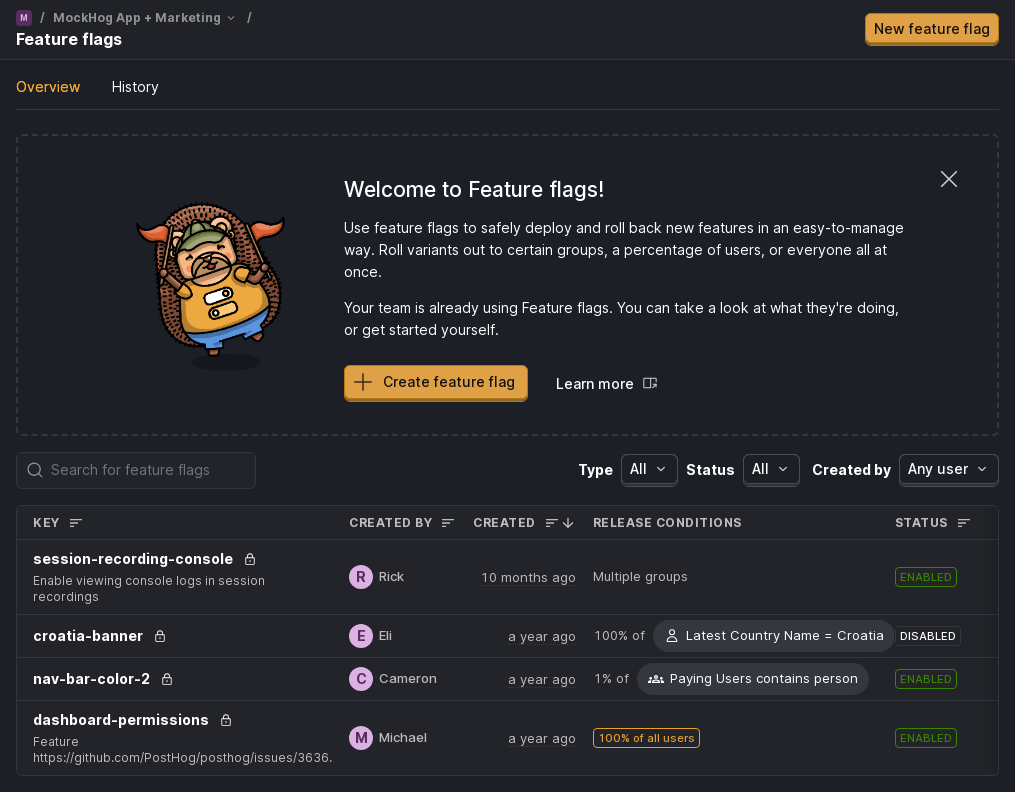 M / MockHog App + Marketing /
Feature flags
New feature flag
Overview History
Welcome to Feature flags!
Use feature flags to safely deploy and roll back new features in an easy-to-manage
way. Roll variants out to certain groups, a percentage of users, or everyone all at
once.
Your team is already using Feature flags. You can take a look at what they're doing,
or get started yourself.
Create feature flag Learn more
Search for feature flags Type All Status All Created by Any user
KEY CREATED BY CREATED RELEASE CONDITIONS STATUS
session-recording-console
Enable viewing console logs in session
recordings
R Rick 10 months ago Multiple groups ENABLED
croatia-banner E Eli a year ago 100% of Latest Country Name = Croatia DISABLED
nav-bar-color-2 C Cameron a year ago 1% of Paying Users contains person ENABLED
dashboard-permissions
Feature
https://github.com/PostHog/posthog/issues/3636.
M Michael a year ago 100% of all users ENABLED